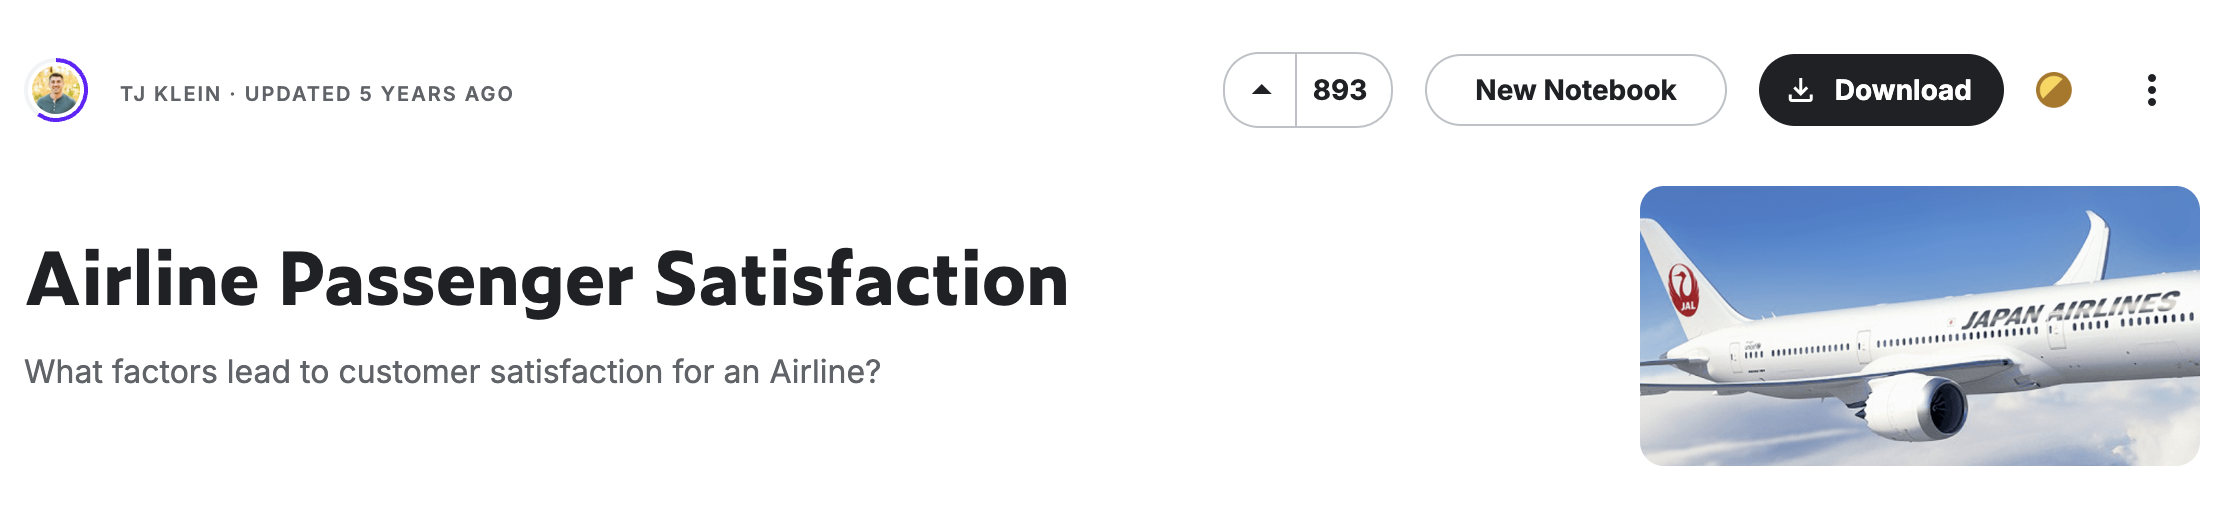 TJ KLEIN · UPDATED 5 YEARS AGO
893
New Notebook
Download
Airline Passenger Satisfaction
What factors lead to customer satisfaction for an Airline?
JAL
JAPAN AIRLINES